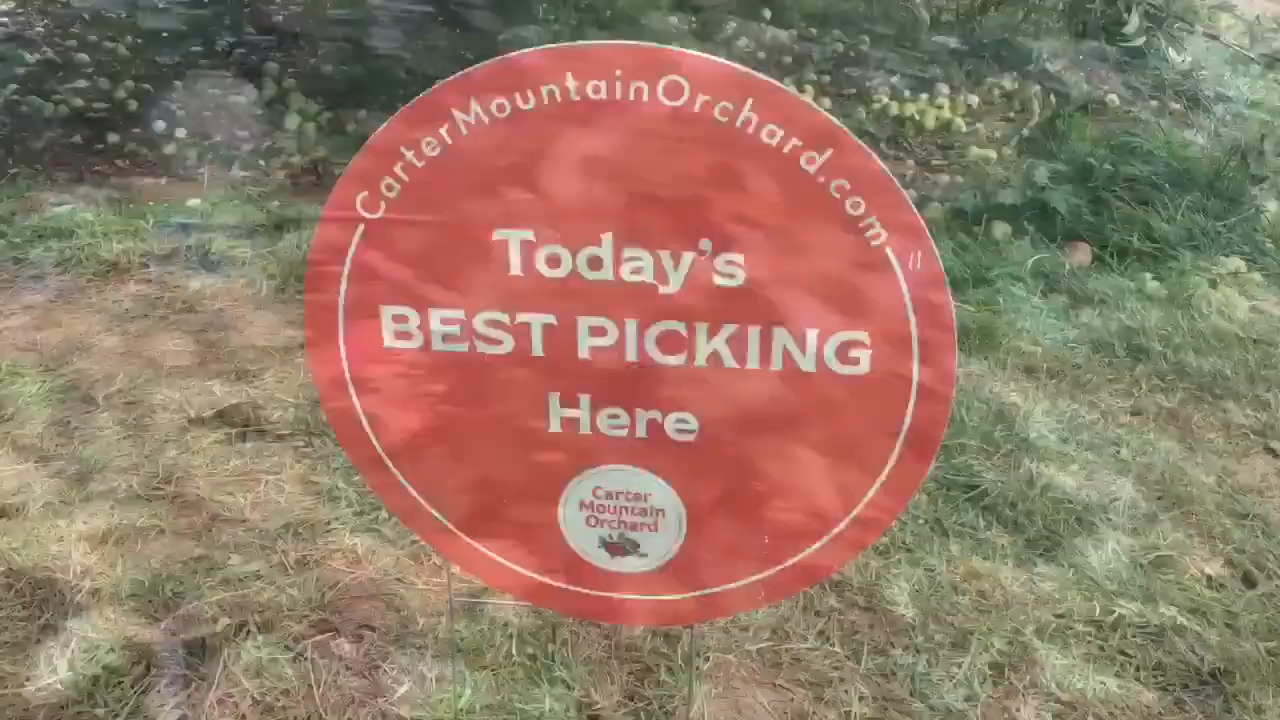 CarterMountainOrchard.com
Today's
BEST PICKING
Here
Carter
Mountain
Orchard